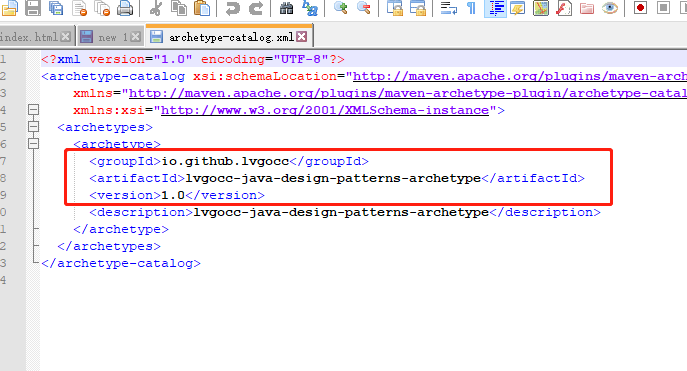 index.html
new 1
archetype-catalog.xml
1 <?xml version="1.0" encoding="UTF-8"?>
2 <archetype-catalog xsi:schemaLocation="http://maven.apache.org/plugins/maven-arch
3 xmlns="http://maven.apache.org/plugins/maven-archetype-plugin/archetype-catal
4 xmlns:xsi="http://www.w3.org/2001/XMLSchema-instance">
5 <archetypes>
6 <archetype>
7 <groupId>io.github.lvgocc</groupId>
8 <artifactId>lvgocc-java-design-patterns-archetype</artifactId>
9 <version>1.0</version>
0 <description>lvgocc-java-design-patterns-archetype</description>
1 </archetype>
2 </archetypes>
3 </archetype-catalog>
4